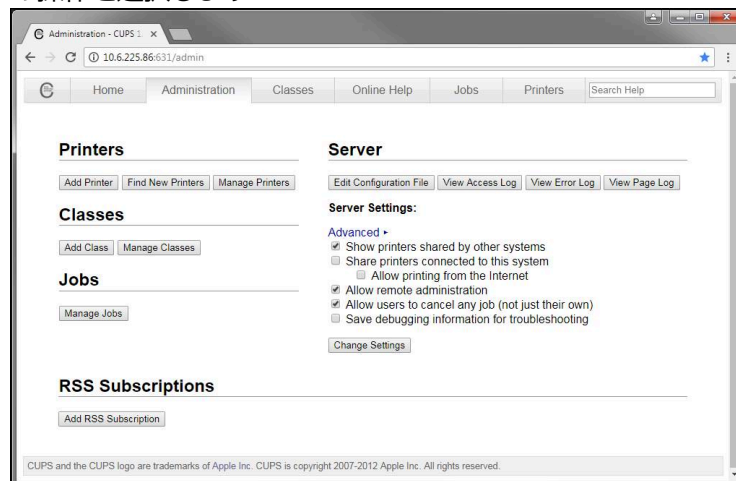 Administration - CUPS 1
10.6.225.86:631/admin
Home Administration Classes Online Help Jobs Printers Search Help
Printers
Add Printer Find New Printers Manage Printers
Classes
Add Class Manage Classes
Jobs
Manage Jobs
Server
Edit Configuration File View Access Log View Error Log View Page Log
Server Settings:
Advanced
Show printers shared by other systems
Share printers connected to this system
Allow printing from the Internet
Allow remote administration
Allow users to cancel any job (not just their own)
Save debugging information for troubleshooting
Change Settings
RSS Subscriptions
Add RSS Subscription
CUPS and the CUPS logo are trademarks of Apple Inc. CUPS is copyright 2007-2012 Apple Inc. All rights reserved.